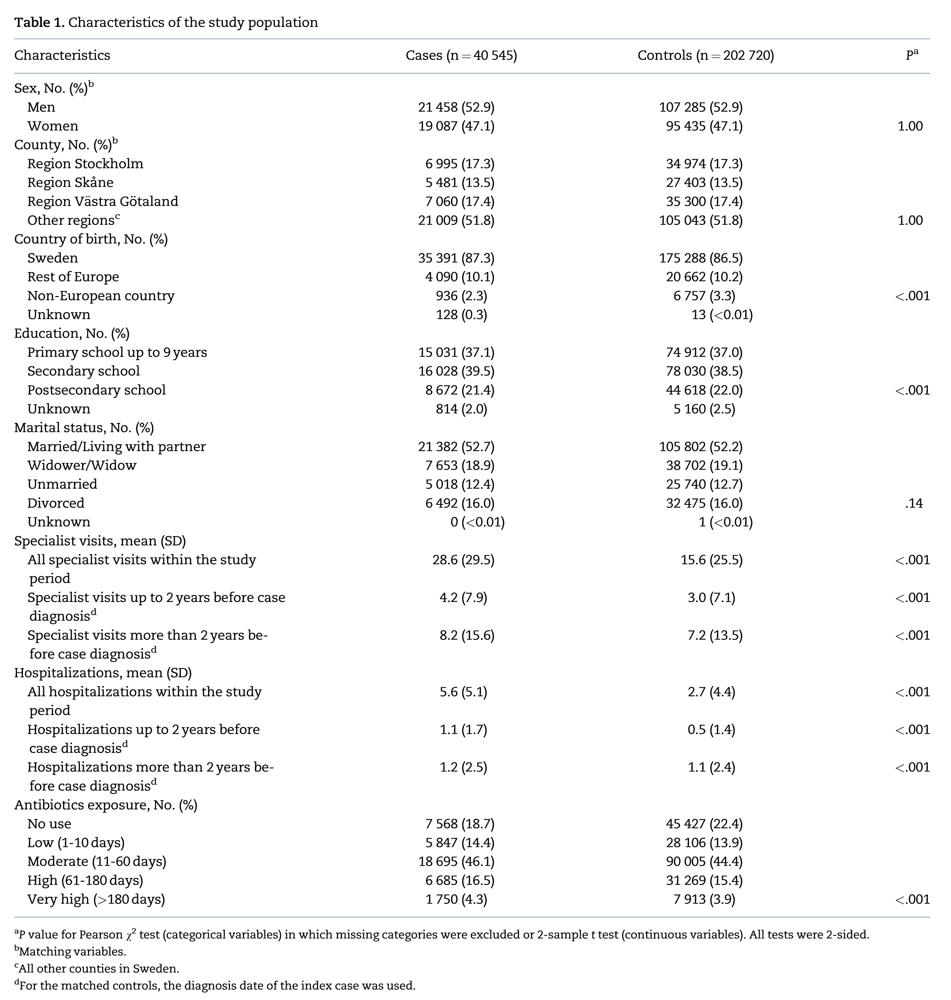 Table 1. Characteristics of the study population
Characteristics Cases (n = 40 545) Controls (n = 202 720) Pa
Sex, No. (%)b
Men 21 458 (52.9) 107 285 (52.9)
Women 19 087 (47.1) 95 435 (47.1) 1.00
County, No. (%)b
Region Stockholm 6 995 (17.3) 34 974 (17.3)
Region Skåne 5 481 (13.5) 27 403 (13.5)
Region Västra Götaland 7 060 (17.4) 35 300 (17.4)
Other regionsc 21 009 (51.8) 105 043 (51.8) 1.00
Country of birth, No. (%)
Sweden 35 391 (87.3) 175 288 (86.5)
Rest of Europe 4 090 (10.1) 20 662 (10.2)
Non-European country 936 (2.3) 6 757 (3.3) <.001
Unknown 128 (0.3) 13 (<0.01)
Education, No. (%)
Primary school up to 9 years 15 031 (37.1) 74 912 (37.0)
Secondary school 16 028 (39.5) 78 030 (38.5)
Postsecondary school 8 672 (21.4) 44 618 (22.0) <.001
Unknown 814 (2.0) 5 160 (2.5)
Marital status, No. (%)
Married/Living with partner 21 382 (52.7) 105 802 (52.2)
Widower/Widow 7 653 (18.9) 38 702 (19.1)
Unmarried 5 018 (12.4) 25 740 (12.7)
Divorced 6 492 (16.0) 32 475 (16.0) .14
Unknown 0 (<0.01) 1 (<0.01)
Specialist visits, mean (SD)
All specialist visits within the study 28.6 (29.5) 15.6 (25.5) <.001
period
Specialist visits up to 2 years before case 4.2 (7.9) 3.0 (7.1) <.001
diagnosisd
Specialist visits more than 2 years be- 8.2 (15.6) 7.2 (13.5) <.001
fore case diagnosisd
Hospitalizations, mean (SD)
All hospitalizations within the study 5.6 (5.1) 2.7 (4.4) <.001
period
Hospitalizations up to 2 years before 1.1 (1.7) 0.5 (1.4) <.001
case diagnosisd
Hospitalizations more than 2 years be- 1.2 (2.5) 1.1 (2.4) <.001
fore case diagnosisd
Antibiotics exposure, No. (%)
No use 7 568 (18.7) 45 427 (22.4)
Low (1-10 days) 5 847 (14.4) 28 106 (13.9)
Moderate (11-60 days) 18 695 (46.1) 90 005 (44.4)
High (61-180 days) 6 685 (16.5) 31 269 (15.4)
Very high (>180 days) 1 750 (4.3) 7 913 (3.9) <.001
aP value for Pearson χ2 test (categorical variables) in which missing categories were excluded or 2-sample t test (continuous variables). All tests were 2-sided.
bMatching variables.
cAll other counties in Sweden.
dFor the matched controls, the diagnosis date of the index case was used.